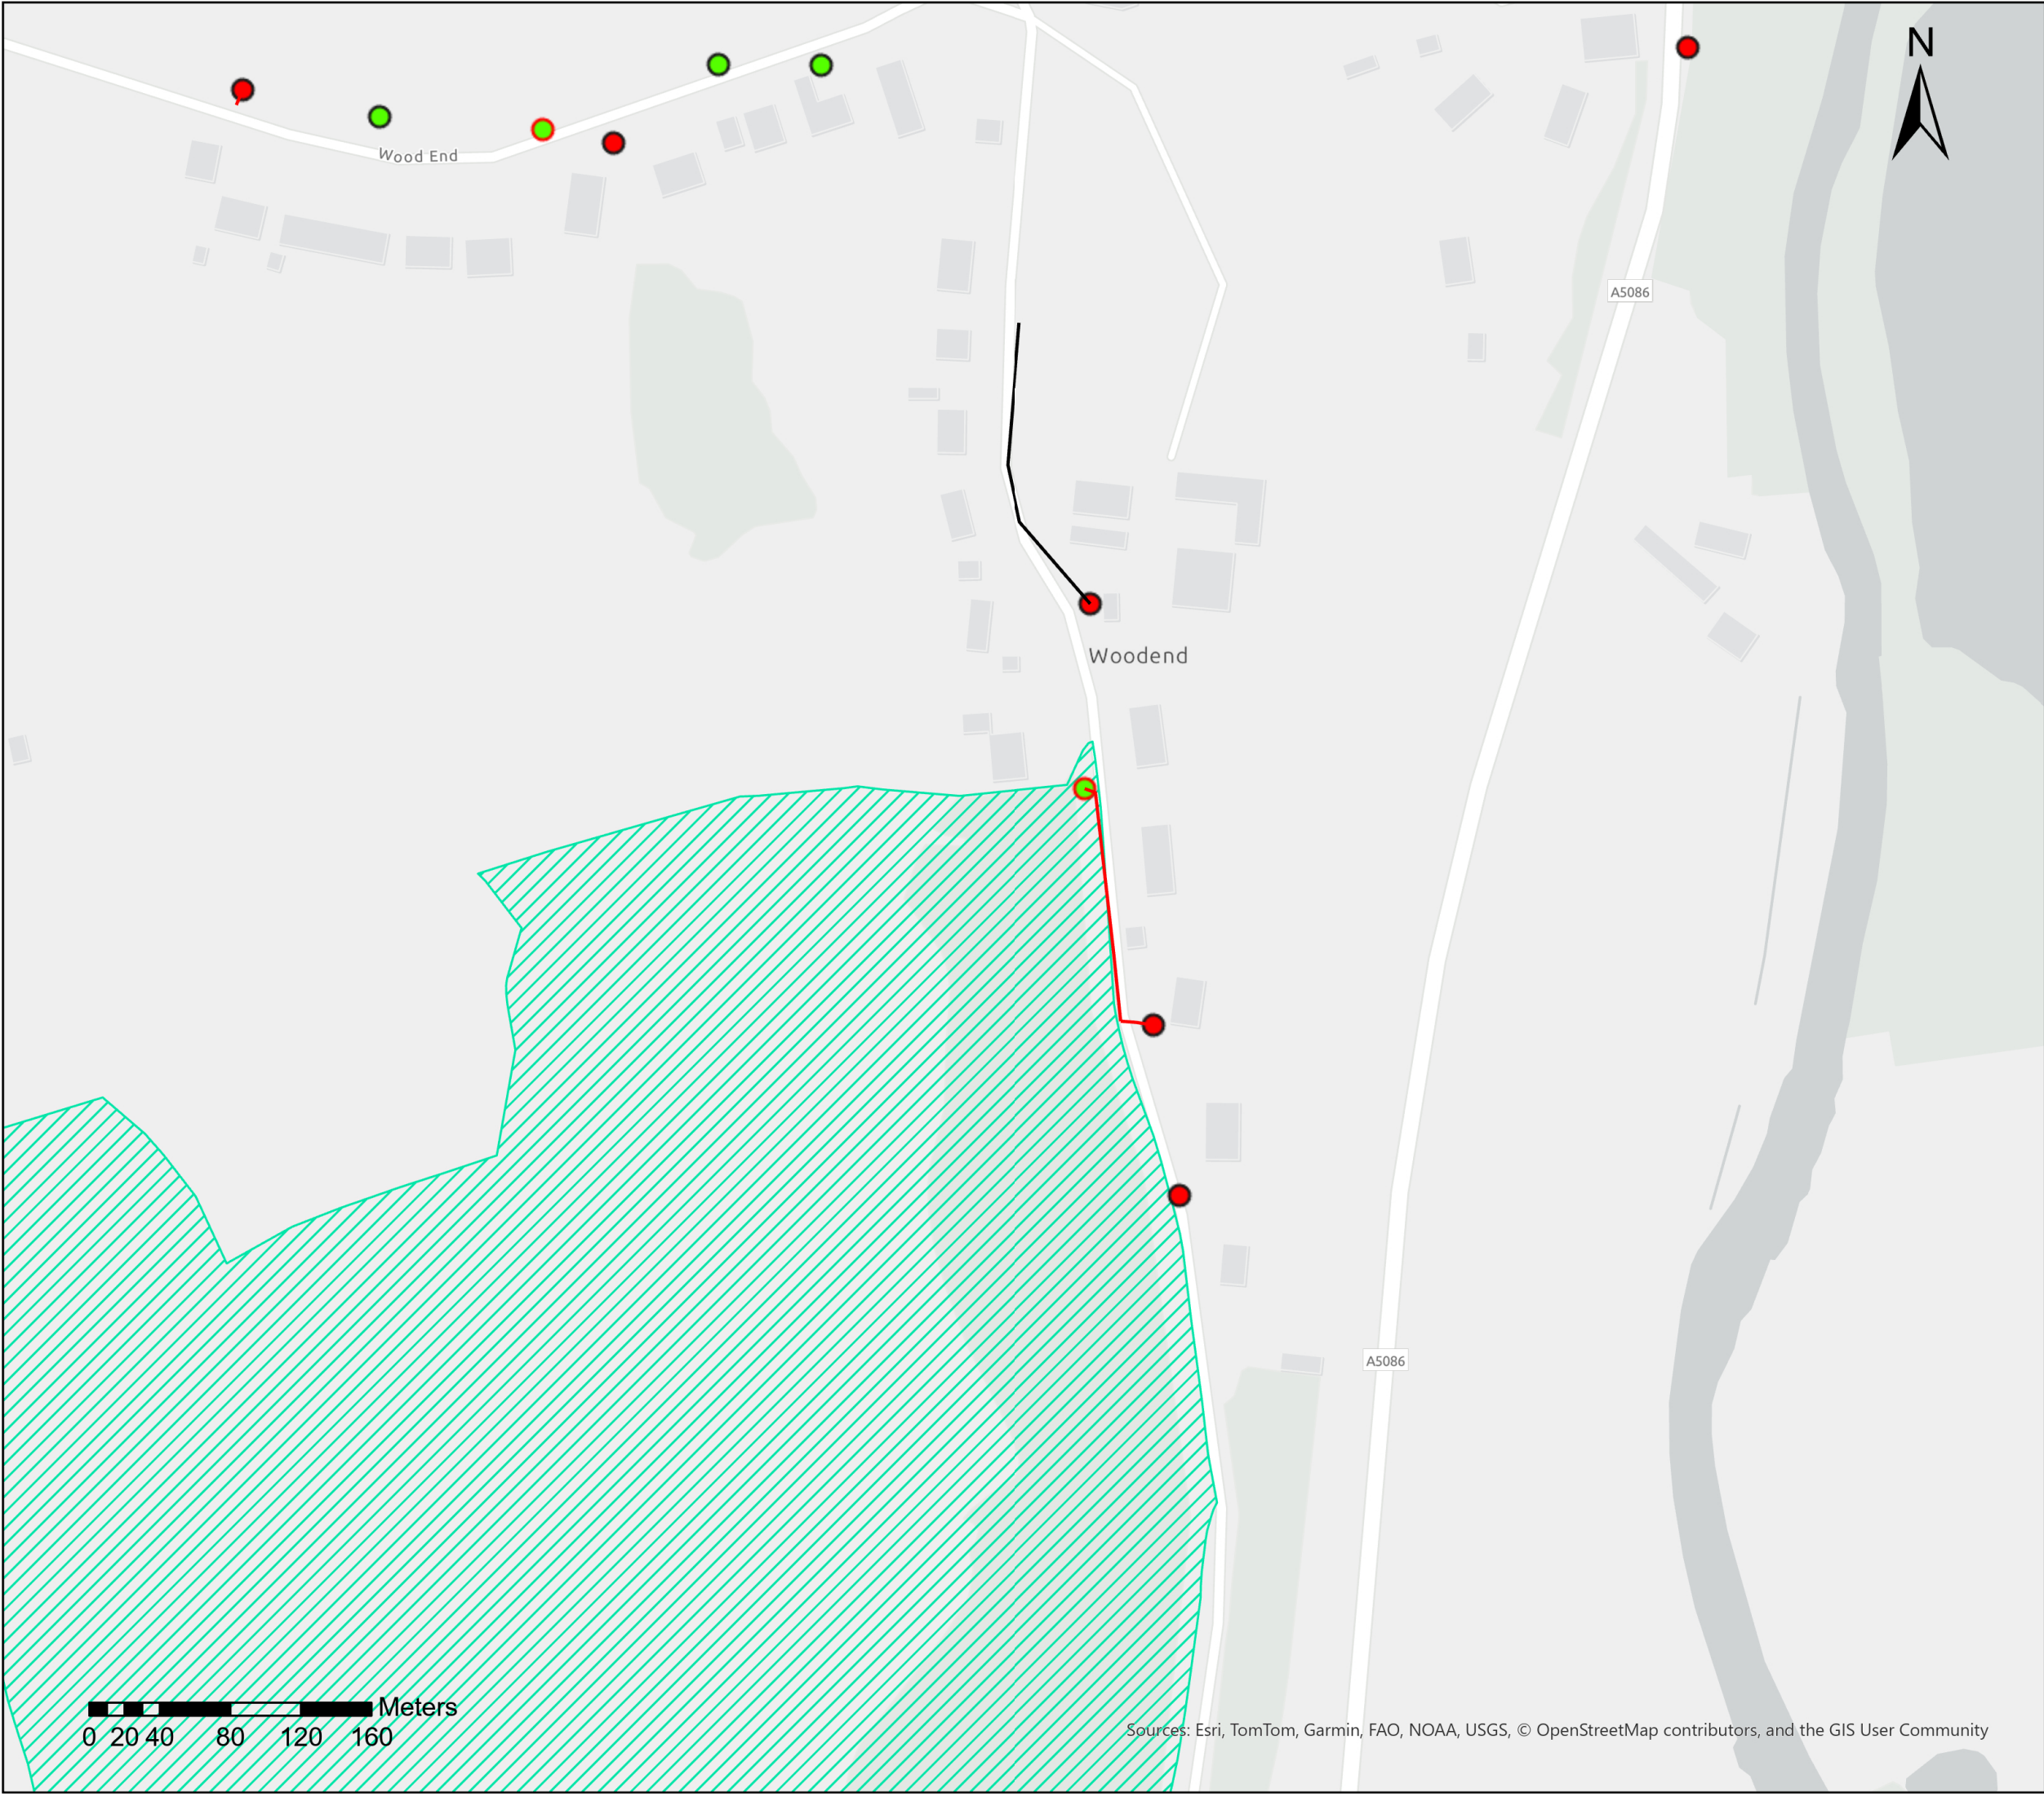 N
Wood End
A5086
Woodend
A5086
Meters
0 20 40 80 120 160
Sources: Esri, TomTom, Garmin, FAO, NOAA, USGS, © OpenStreetMap contributors, and the GIS User Community